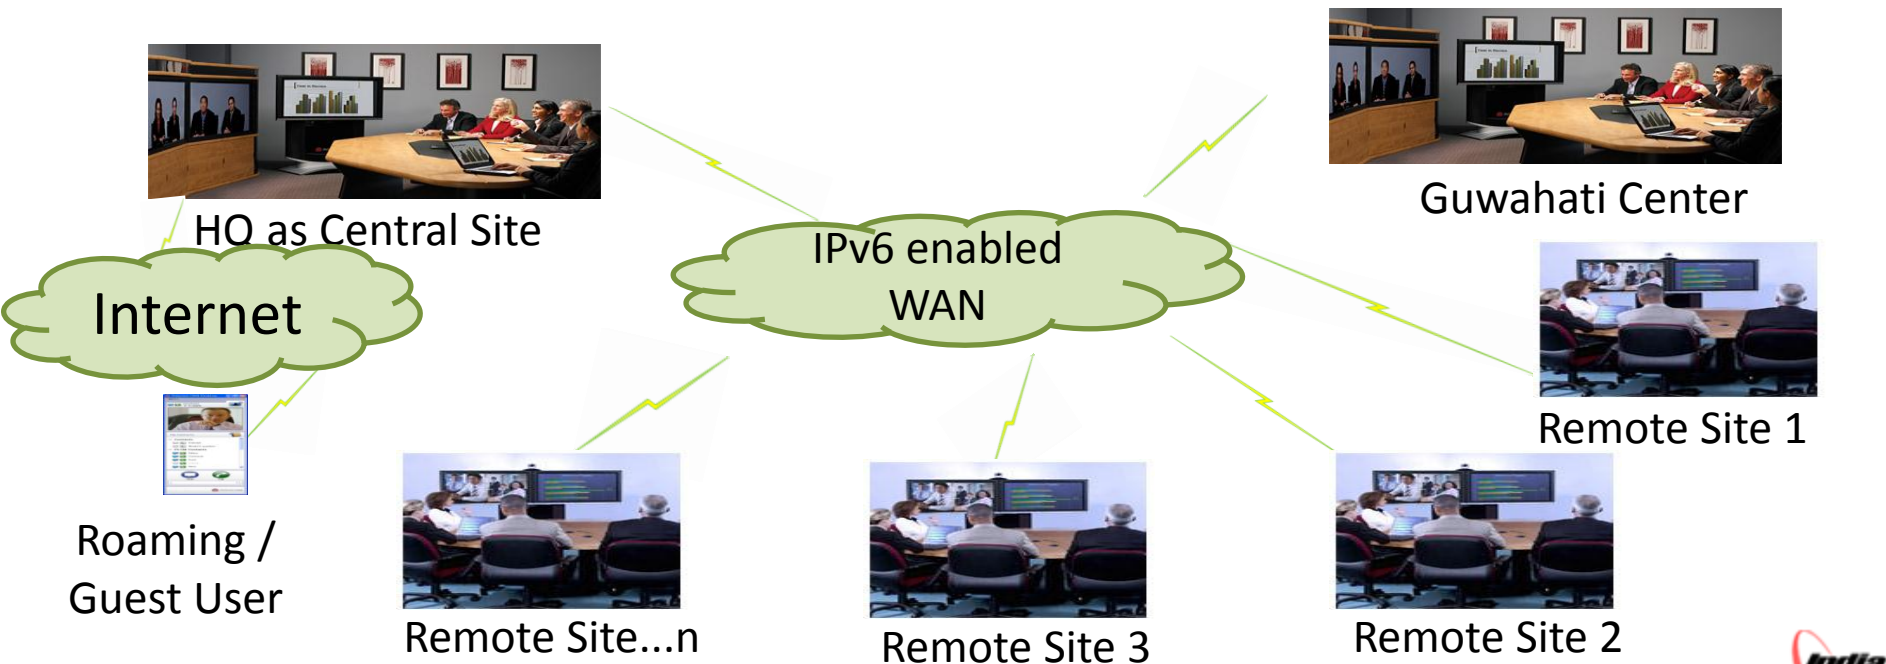 HQ as Central Site
Guwahati Center
IPv6 enabled
WAN
Internet
Remote Site 1
Roaming /
Guest User
Remote Site...n
Remote Site 3
Remote Site 2
India